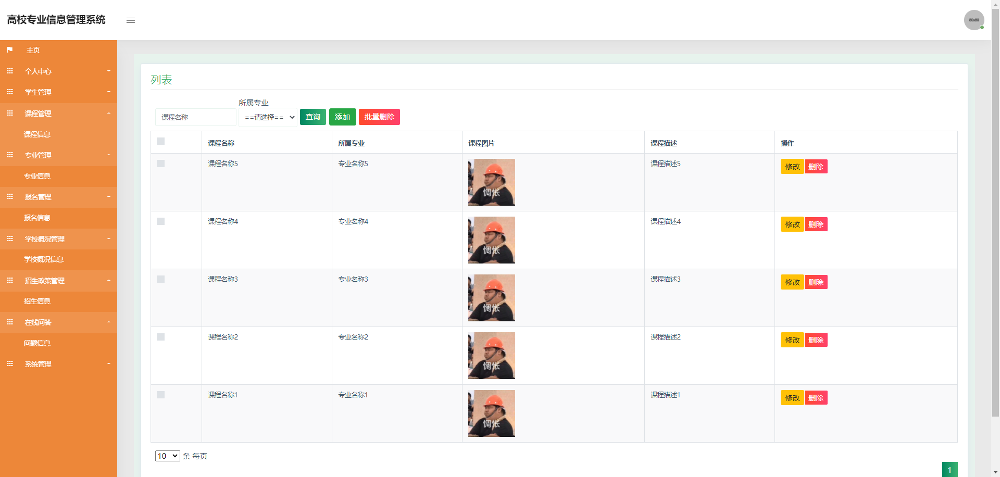 高校专业信息管理系统
80x80
主页
个人中心
学生管理
课程管理
课程信息
专业管理
专业信息
报名管理
报名信息
学校概况管理
学校概况信息
招生政策管理
招生信息
在线问答
问题信息
系统管理
列表
所属专业
课程名称 ==请选择== 查询 添加 批量删除
课程名称 所属专业 课程图片 课程描述 操作
课程名称5 专业名称5 课程描述5 修改 删除
惆怅
课程名称4 专业名称4 课程描述4 修改 删除
惆怅
课程名称3 专业名称3 课程描述3 修改 删除
惆怅
课程名称2 专业名称2 课程描述2 修改 删除
惆怅
课程名称1 专业名称1 课程描述1 修改 删除
惆怅
10 条 每页
1